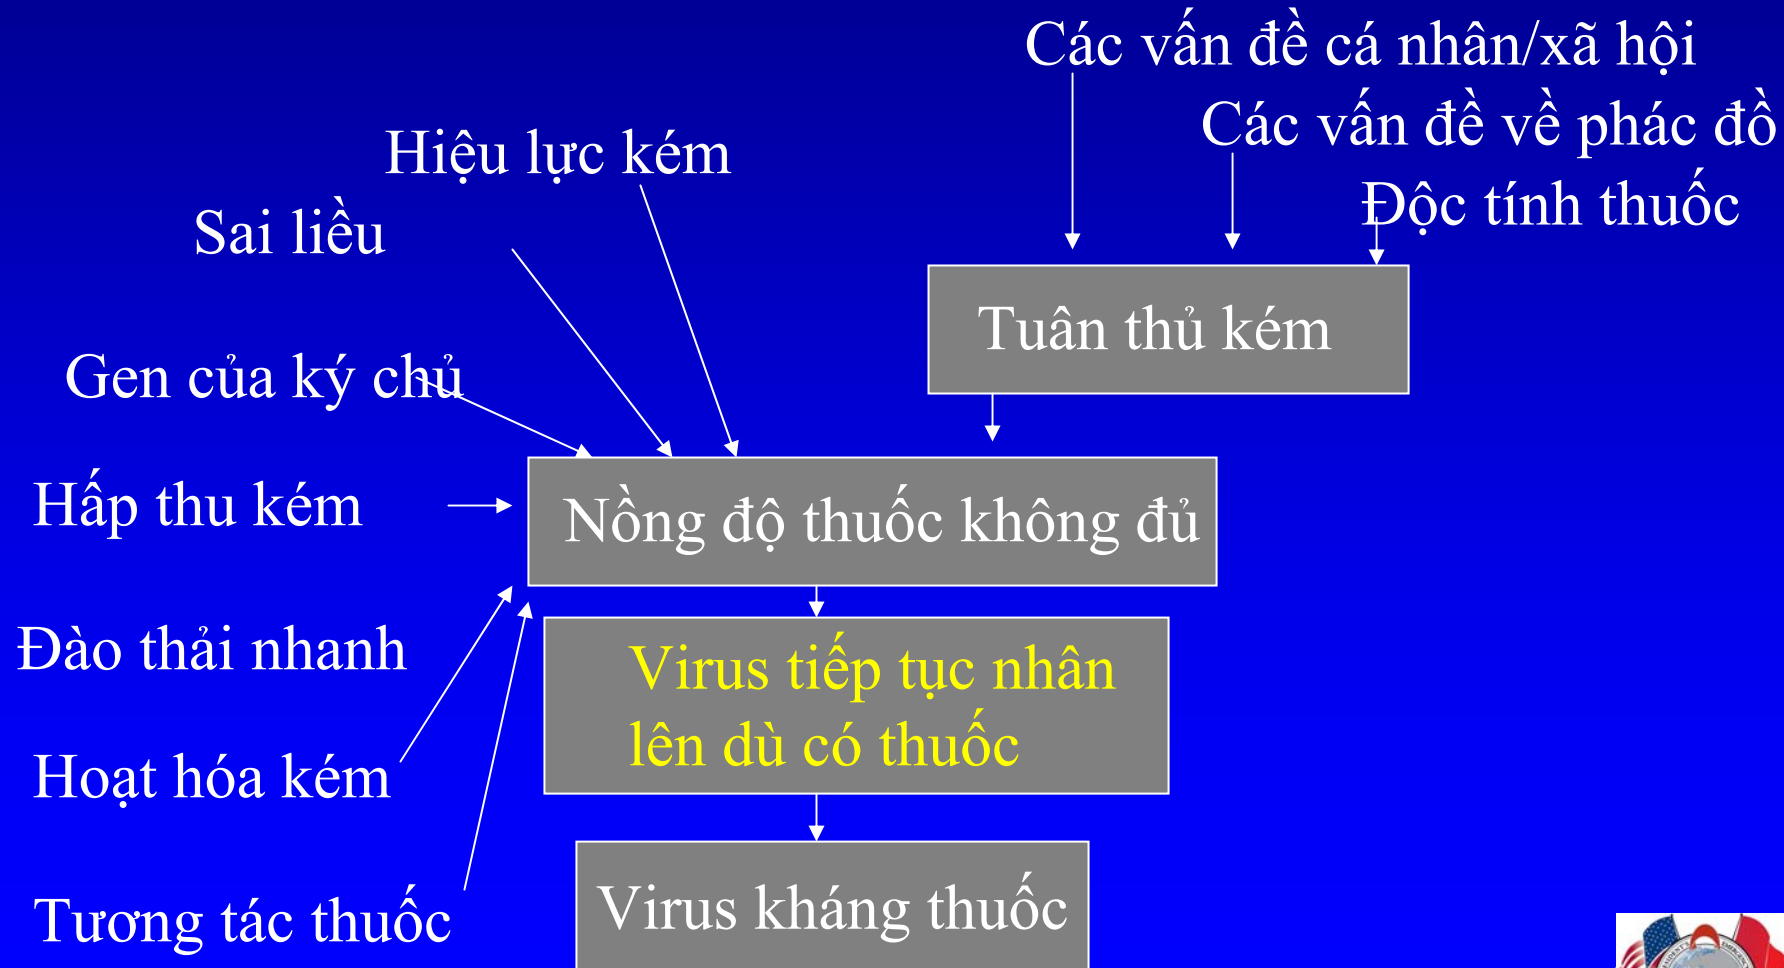 Các vấn đề cá nhân/xã hội
Các vấn đề về phác đồ
Hiệu lực kém
Độc tính thuốc
Sai liều
Tuân thủ kém
Gen của ký chủ
Hấp thu kém
Nồng độ thuốc không đủ
Đào thải nhanh
Virus tiếp tục nhân
lên dù có thuốc
Hoạt hóa kém
Tương tác thuốc
Virus kháng thuốc